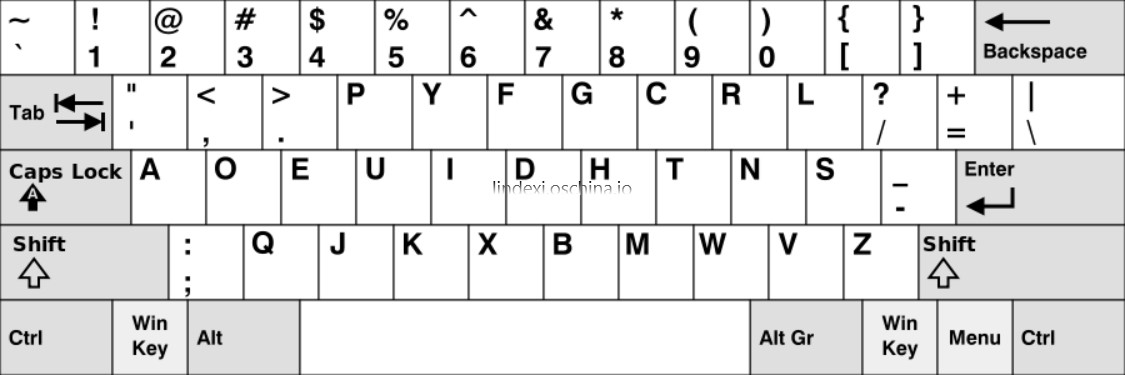 ~ ! @ # $ % ^ & * ( ) { }
` 1 2 3 4 5 6 7 8 9 0 [ ] Backspace
Tab " < > P Y F G C R L ? + |
' , . / = \
Caps Lock A O E U I D H T N S _ Enter
A -
lindexi.oschina.io
Shift : Q J K X B M W V Z Shift
;
Ctrl Win Key Alt Alt Gr Win Key Menu Ctrl